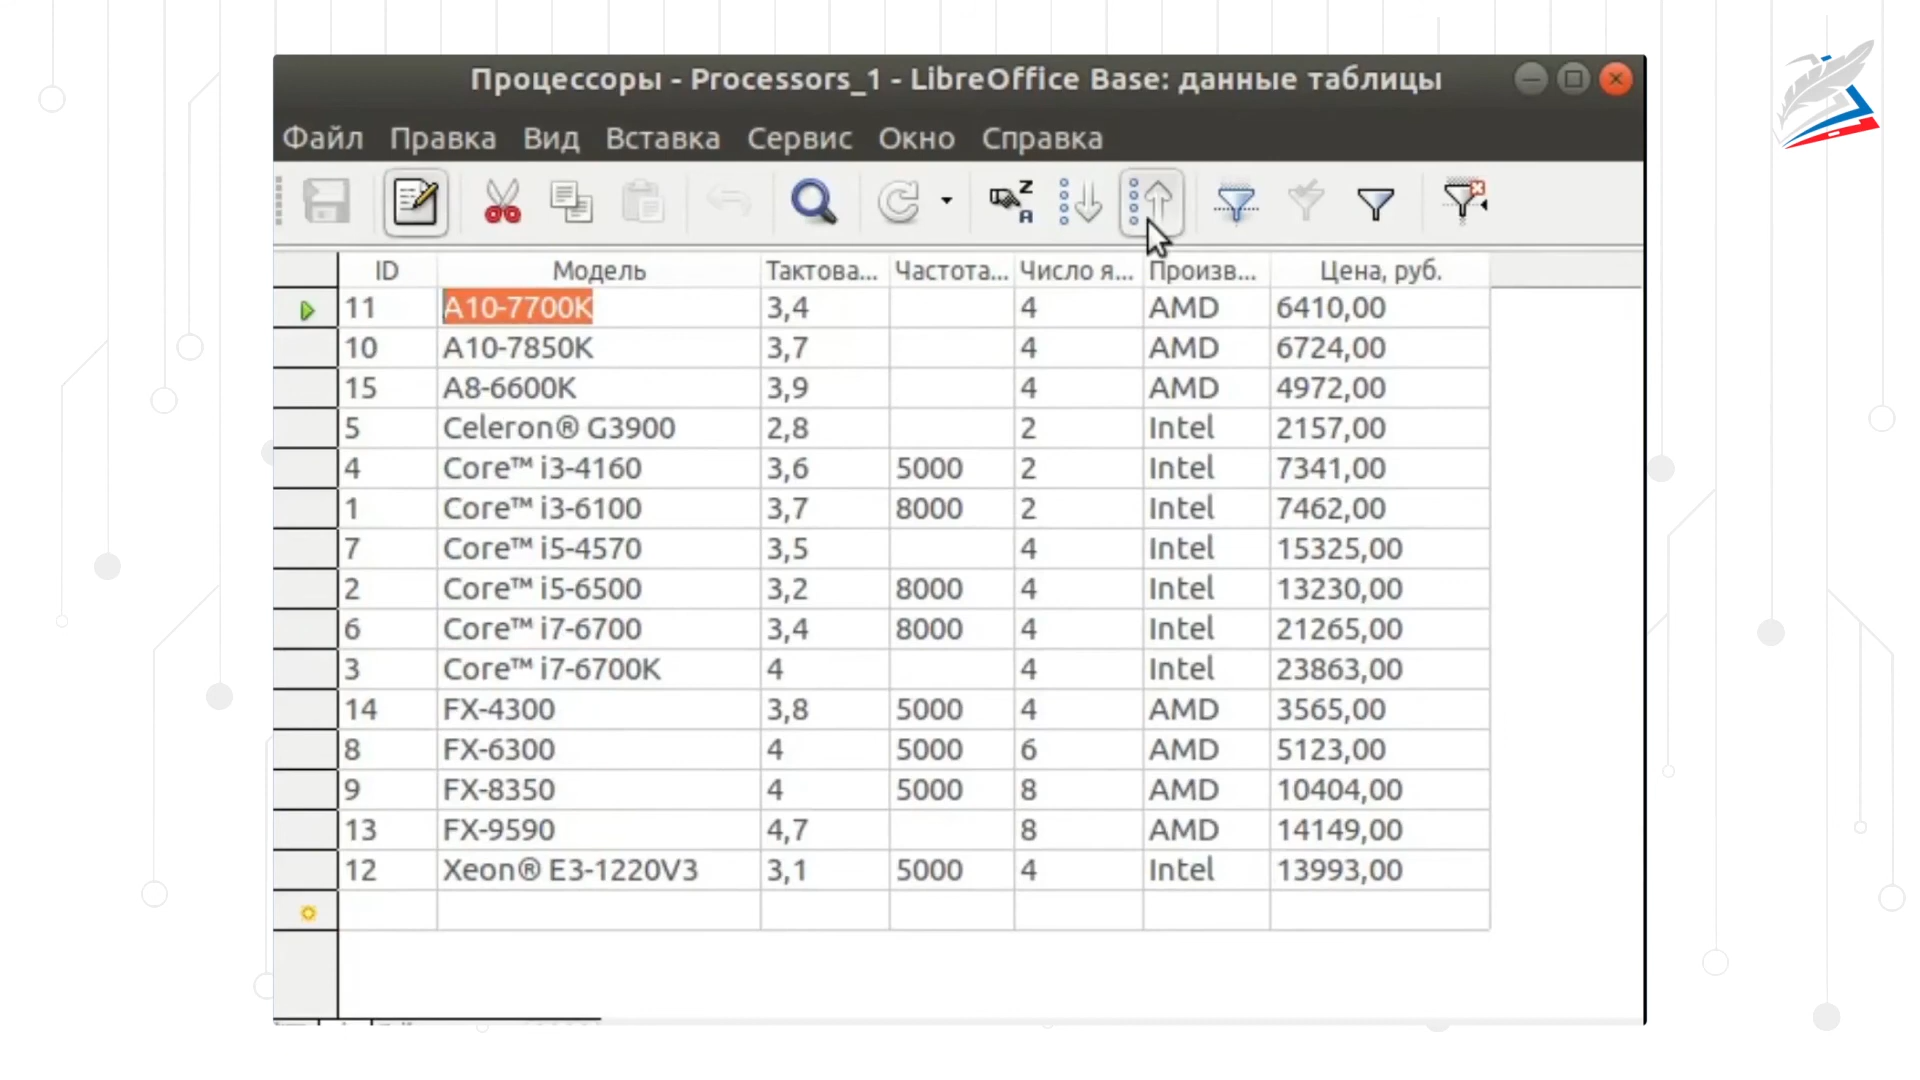 Процессоры - Processors_1 - LibreOffice Base: данные таблицы
Файл Правка Вид Вставка Сервис Окно Справка
ID Модель Тактова... Частота... Число я... Произв... Цена, руб.
11 A10-7700K 3,4 4 AMD 6410,00
10 A10-7850K 3,7 4 AMD 6724,00
15 A8-6600K 3,9 4 AMD 4972,00
5 Celeron® G3900 2,8 2 Intel 2157,00
4 Core™ i3-4160 3,6 5000 2 Intel 7341,00
1 Core™ i3-6100 3,7 8000 2 Intel 7462,00
7 Core™ i5-4570 3,5 4 Intel 15325,00
2 Core™ i5-6500 3,2 8000 4 Intel 13230,00
6 Core™ i7-6700 3,4 8000 4 Intel 21265,00
3 Core™ i7-6700K 4 4 Intel 23863,00
14 FX-4300 3,8 5000 4 AMD 3565,00
8 FX-6300 4 5000 6 AMD 5123,00
9 FX-8350 4 5000 8 AMD 10404,00
13 FX-9590 4,7 8 AMD 14149,00
12 Xeon® E3-1220V3 3,1 5000 4 Intel 13993,00